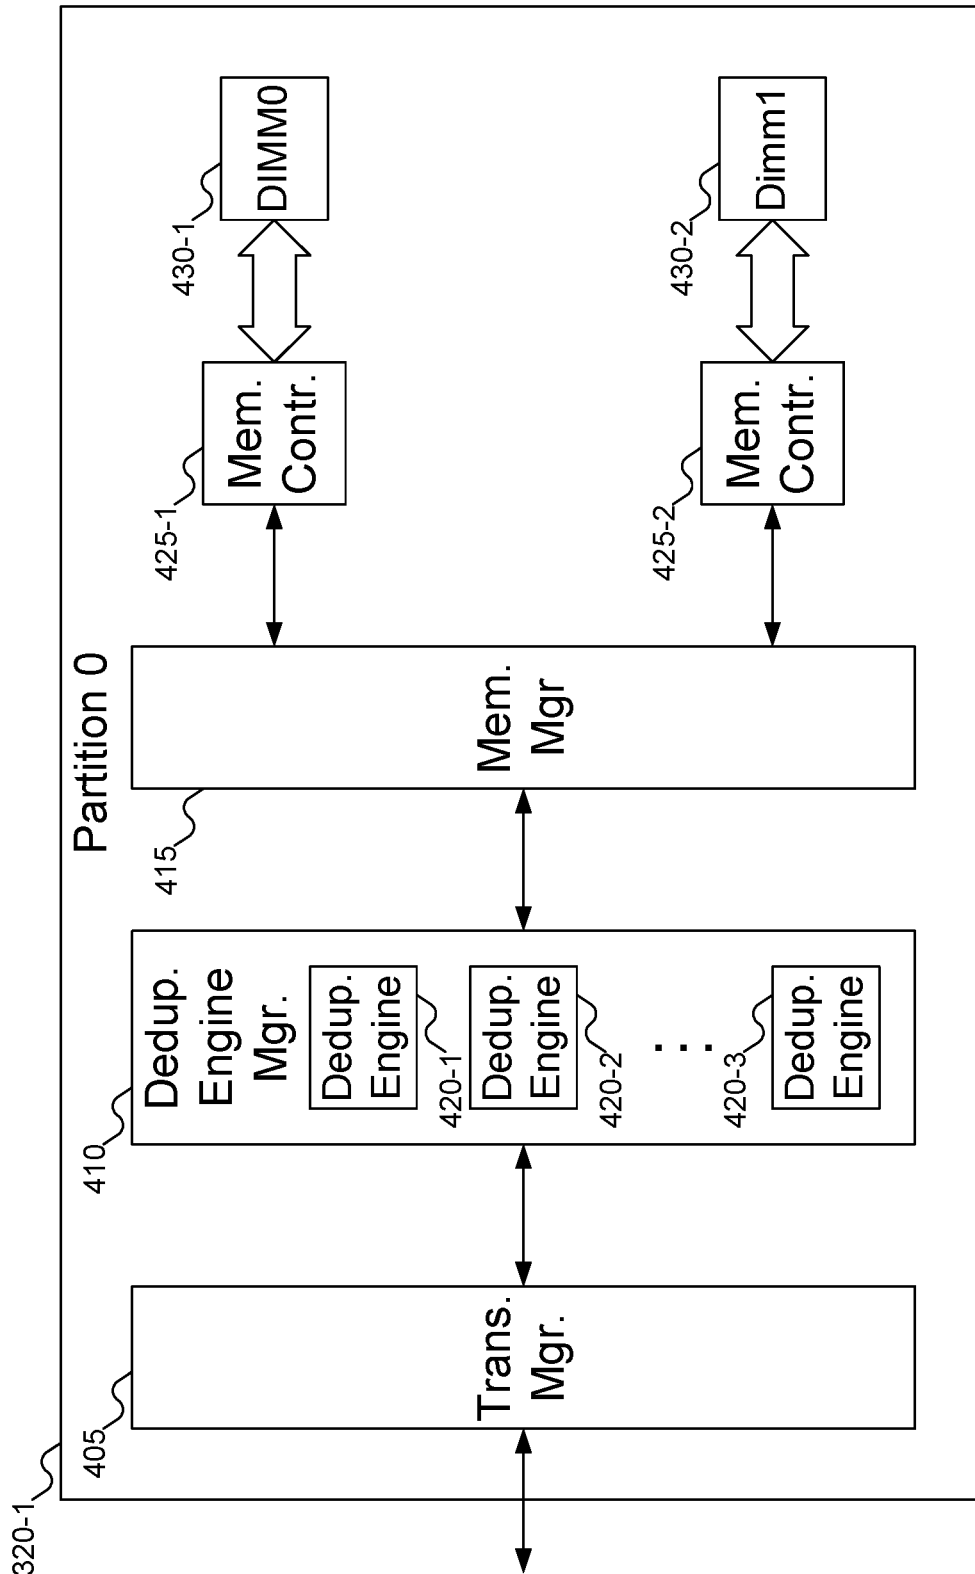 320-1
Partition 0
405
Trans.
Mgr.
410
Dedup.
Engine
Mgr.
Dedup.
Engine
420-1
Dedup.
Engine
420-2
...
420-3
Dedup.
Engine
415
Mem.
Mgr
425-1
Mem.
Contr.
430-1
DIMM0
425-2
Mem.
Contr.
430-2
Dimm1